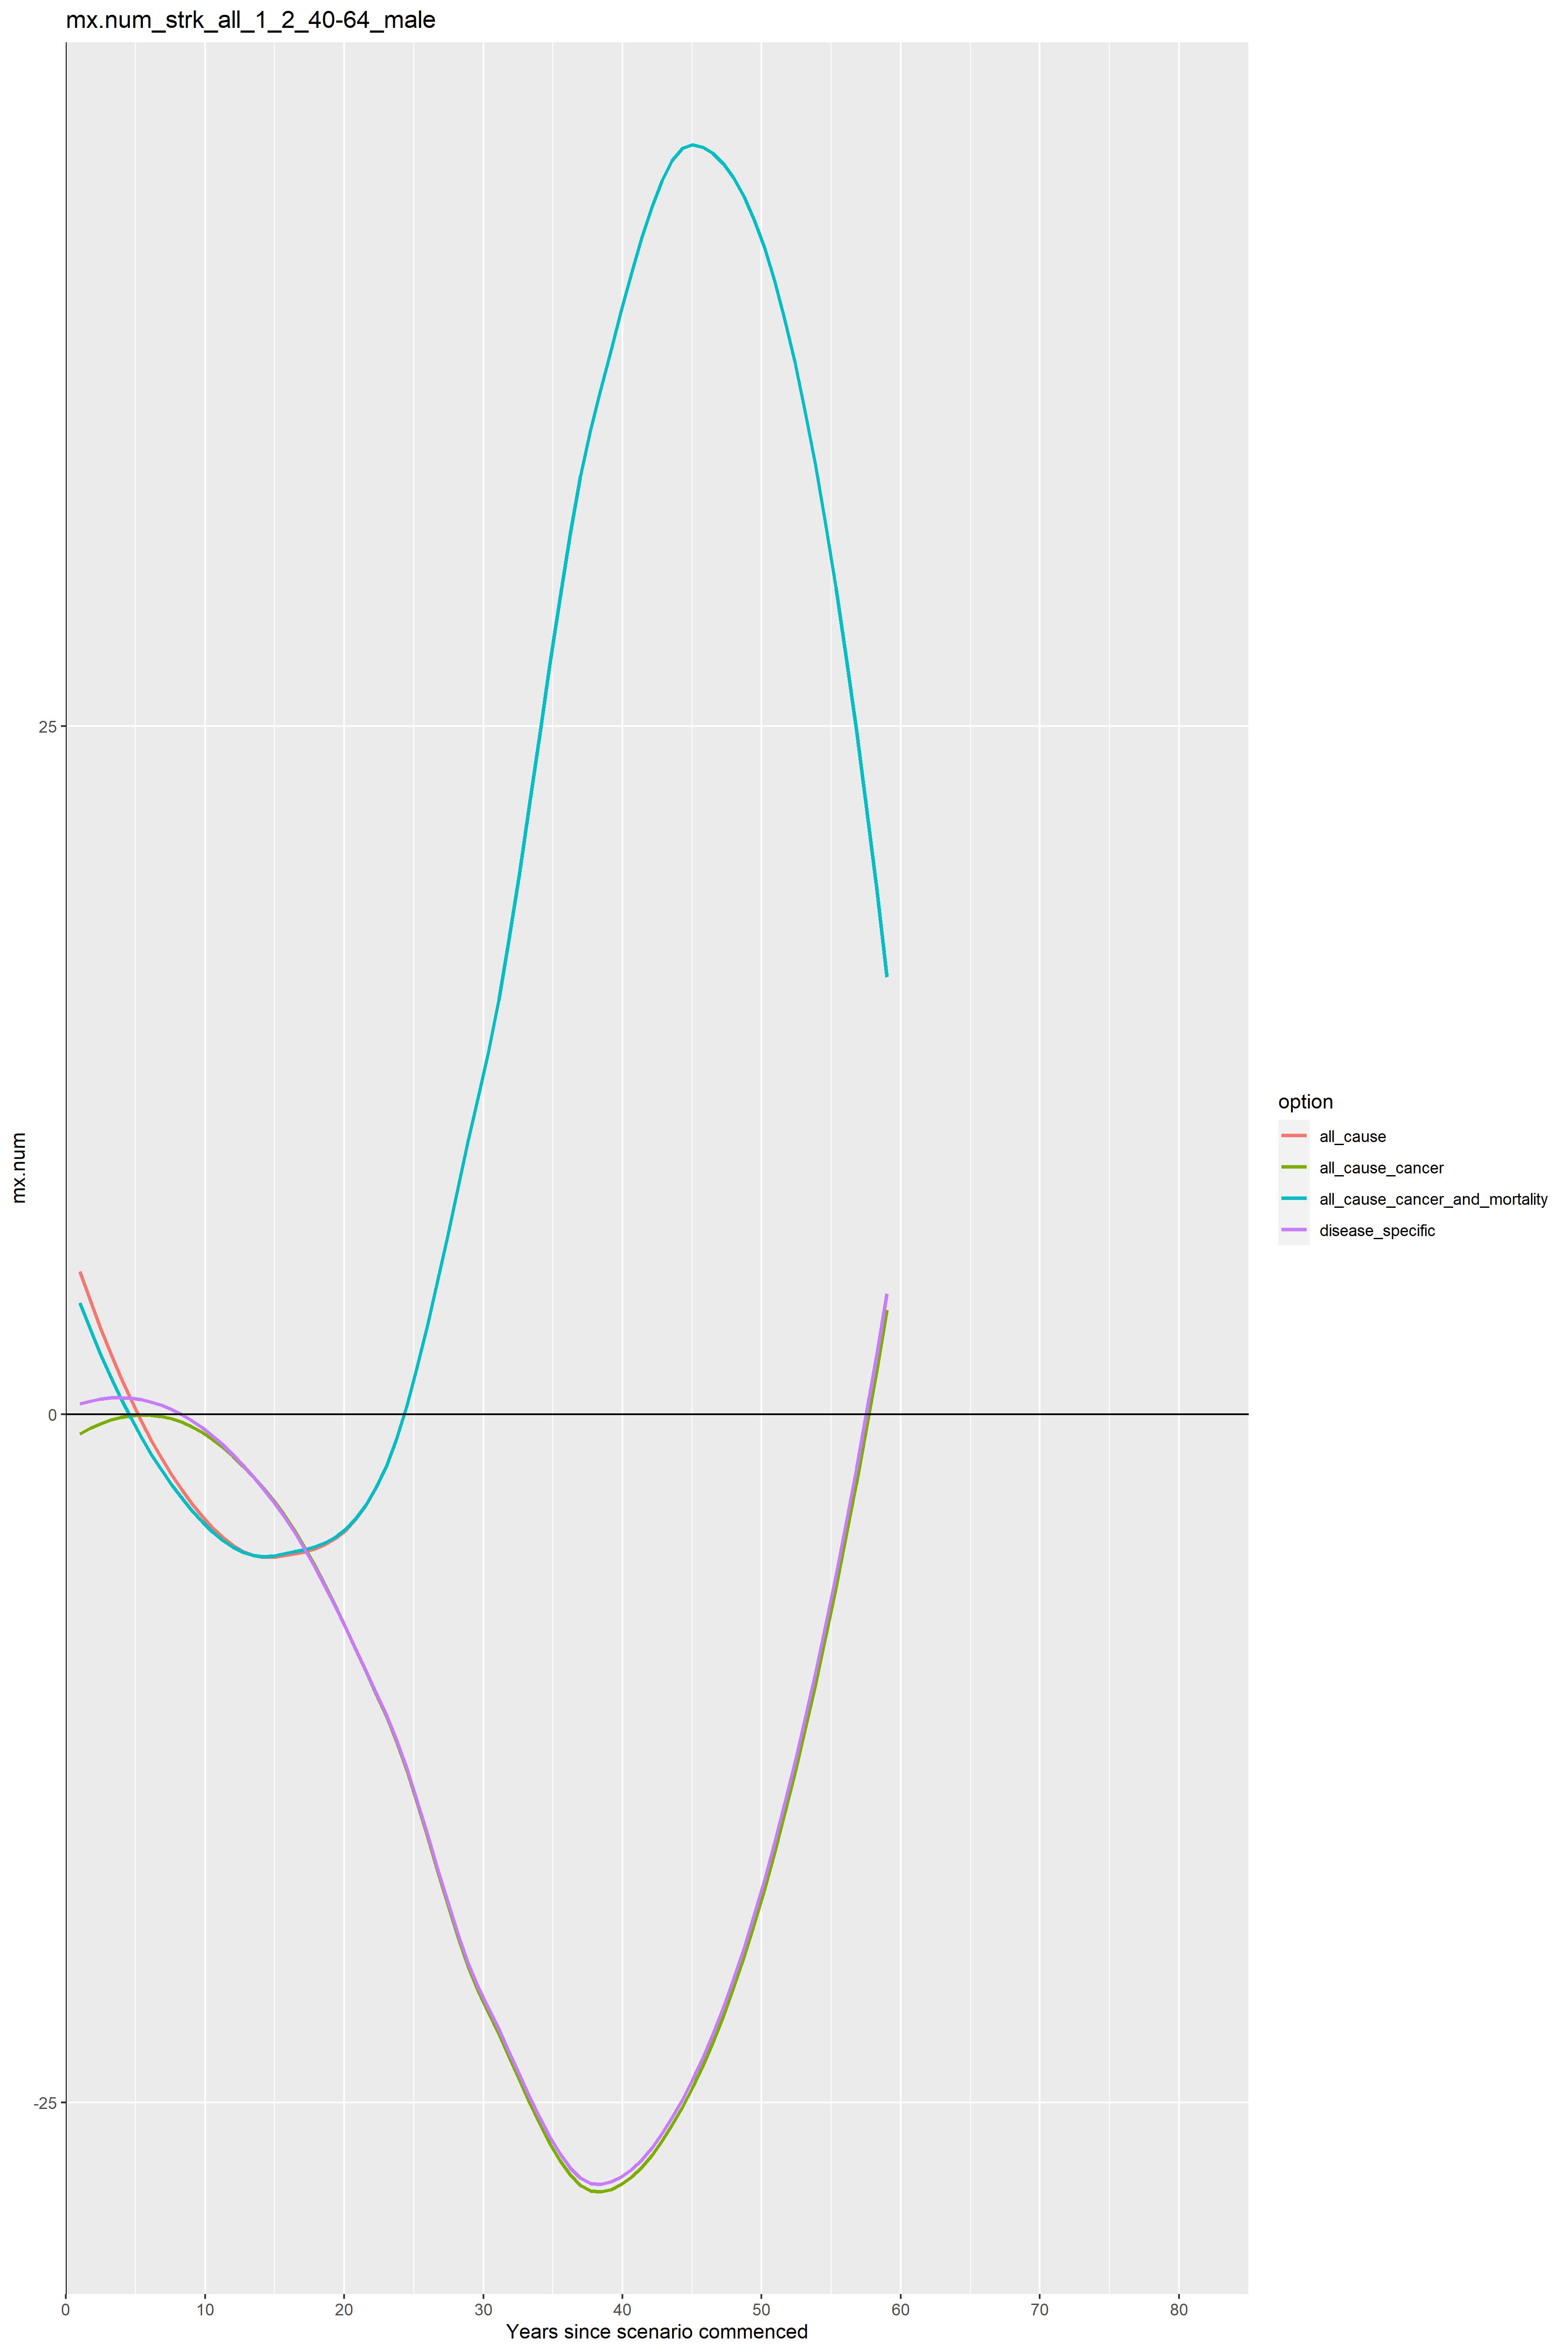 mx.num_strk_all_1_2_40-64_male
mx.num
25
0
-25
0 10 20 30 40 50 60 70 80
Years since scenario commenced
option
all_cause
all_cause_cancer
all_cause_cancer_and_mortality
disease_specific